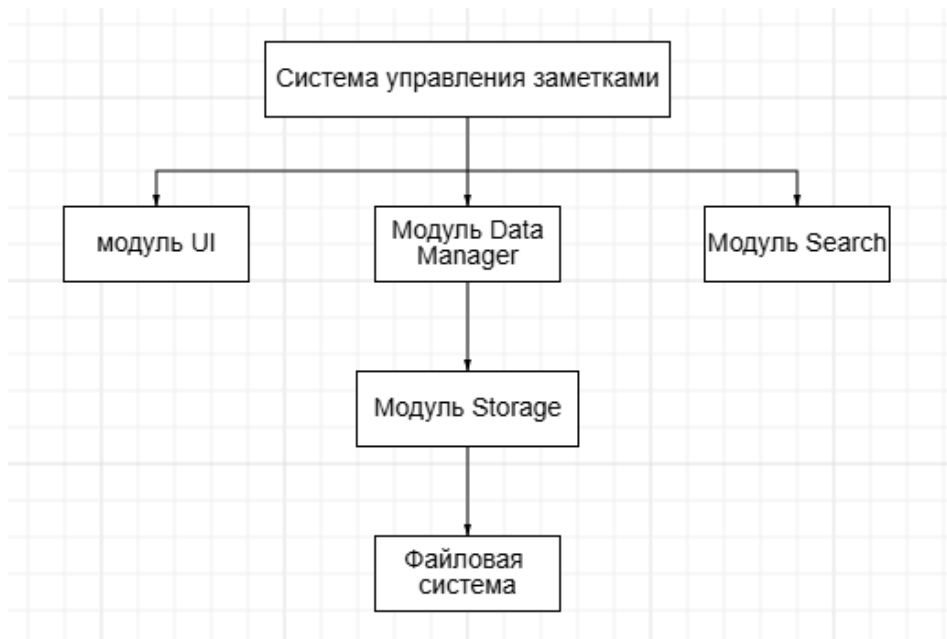 Система управления заметками
модуль UI
Модуль Data
Manager
Модуль Search
Модуль Storage
Файловая
система